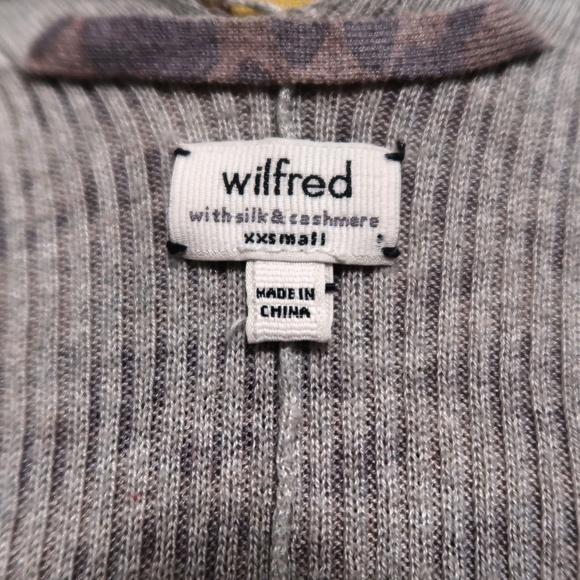 wilfred
with silk & cashmere
xxsmall
MADE IN
CHINA